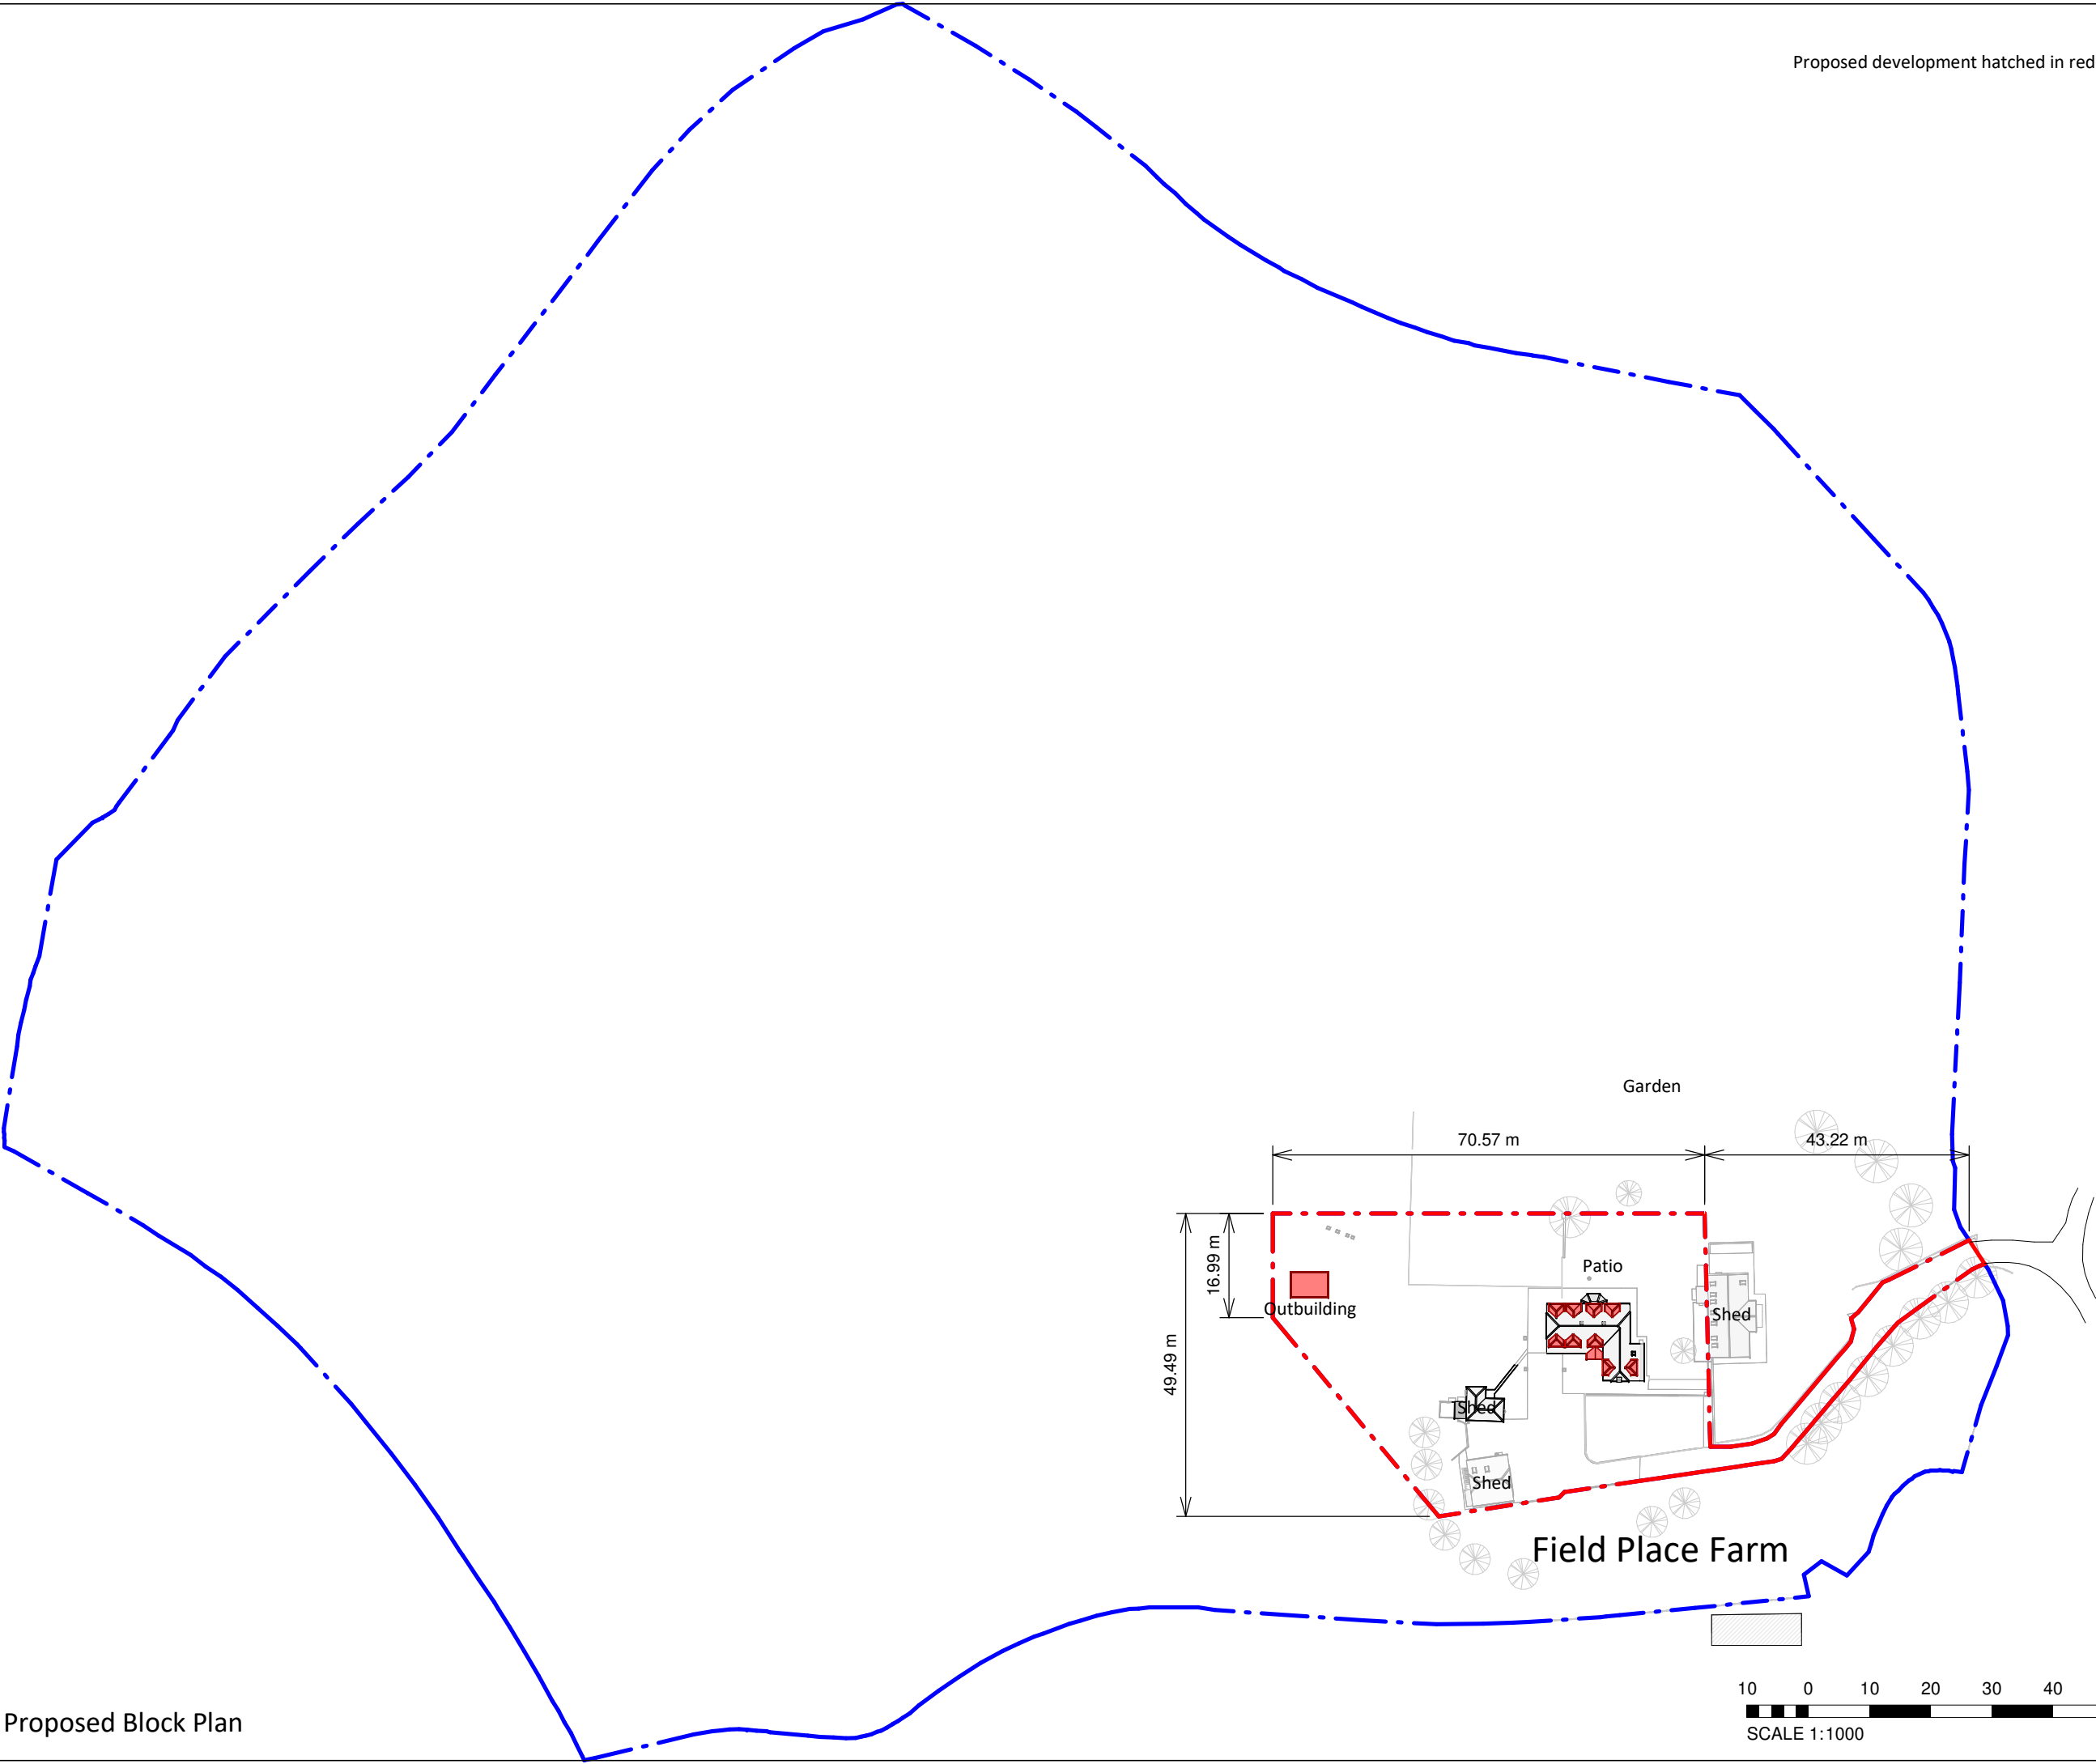 Proposed development hatched in red
Garden
70.57 m
43.22 m
16.99 m
49.49 m
Patio
Outbuilding
Shed
Shed
Shed
Field Place Farm
10 0 10 20 30 40
SCALE 1:1000
Proposed Block Plan